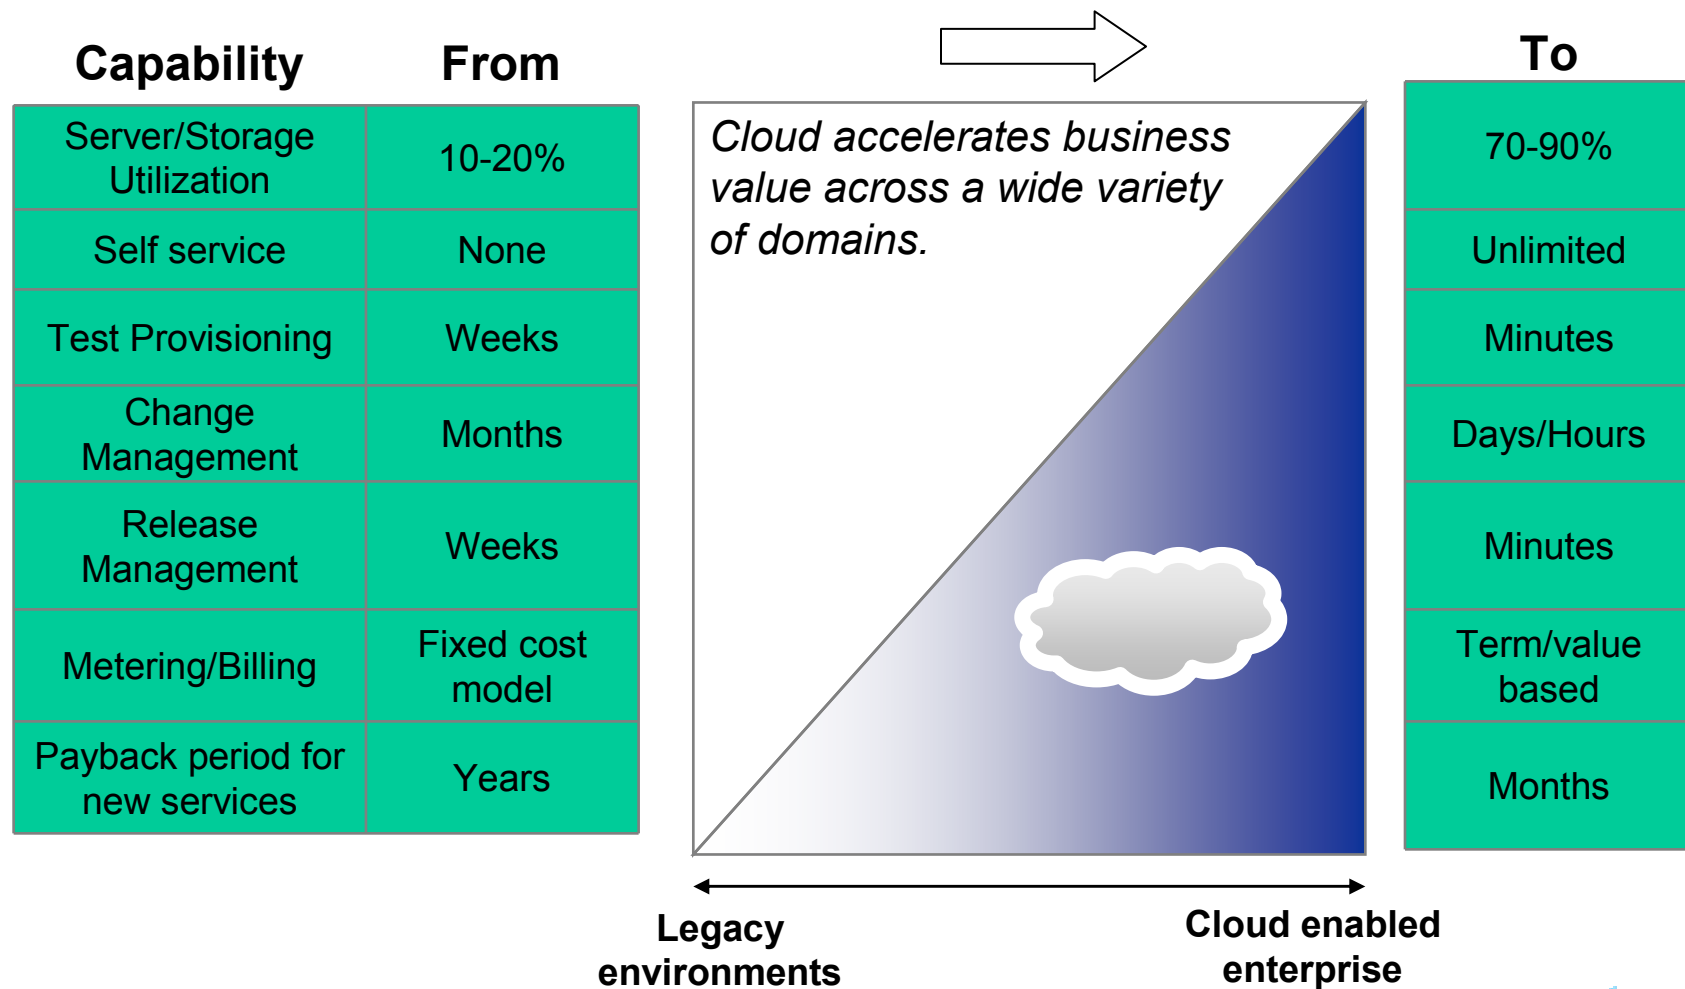 Capability From To
Server/Storage
Utilization
10-20%
70-90%
Self service
None
Unlimited
Test Provisioning
Weeks
Minutes
Change
Management
Months
Days/Hours
Release
Management
Weeks
Minutes
Metering/Billing
Fixed cost
model
Term/value
based
Payback period for
new services
Years
Months
Cloud accelerates business
value across a wide variety
of domains.
Legacy
environments
Cloud enabled
enterprise